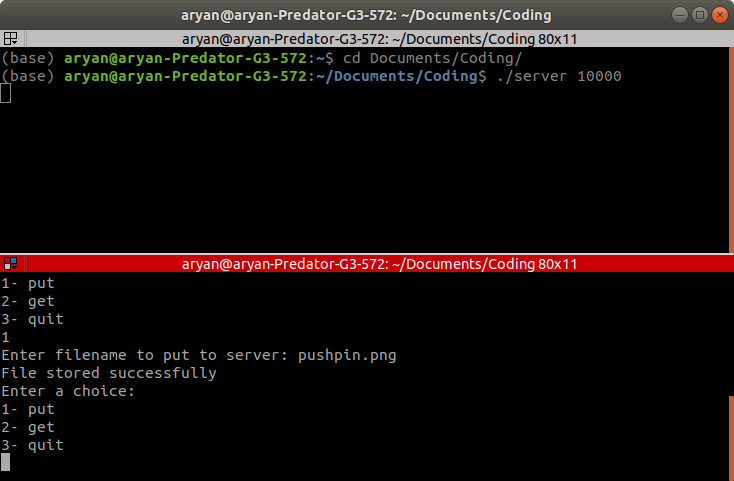 aryan@aryan-Predator-G3-572: ~/Documents/Coding
aryan@aryan-Predator-G3-572: ~/Documents/Coding 80x11
(base) aryan@aryan-Predator-G3-572:~$ cd Documents/Coding/
(base) aryan@aryan-Predator-G3-572:~/Documents/Coding$ ./server 10000
aryan@aryan-Predator-G3-572: ~/Documents/Coding 80x11
1- put
2- get
3- quit
1
Enter filename to put to server: pushpin.png
File stored successfully
Enter a choice:
1- put
2- get
3- quit